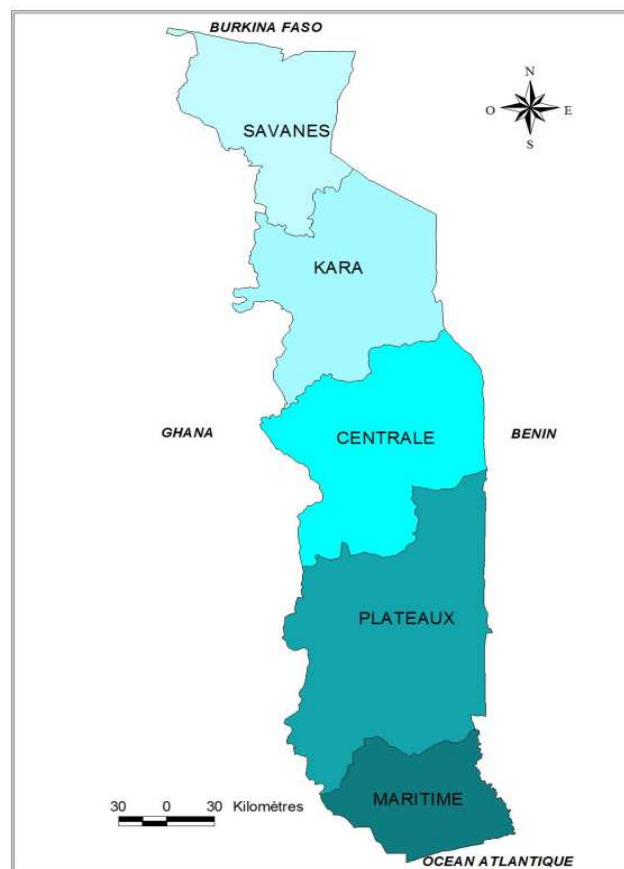 BURKINA FASO
N
O E
S
SAVANES
KARA
GHANA
CENTRALE
BENIN
PLATEAUX
MARITIME
30 0 30 Kilomètres
OCEAN ATLANTIQUE